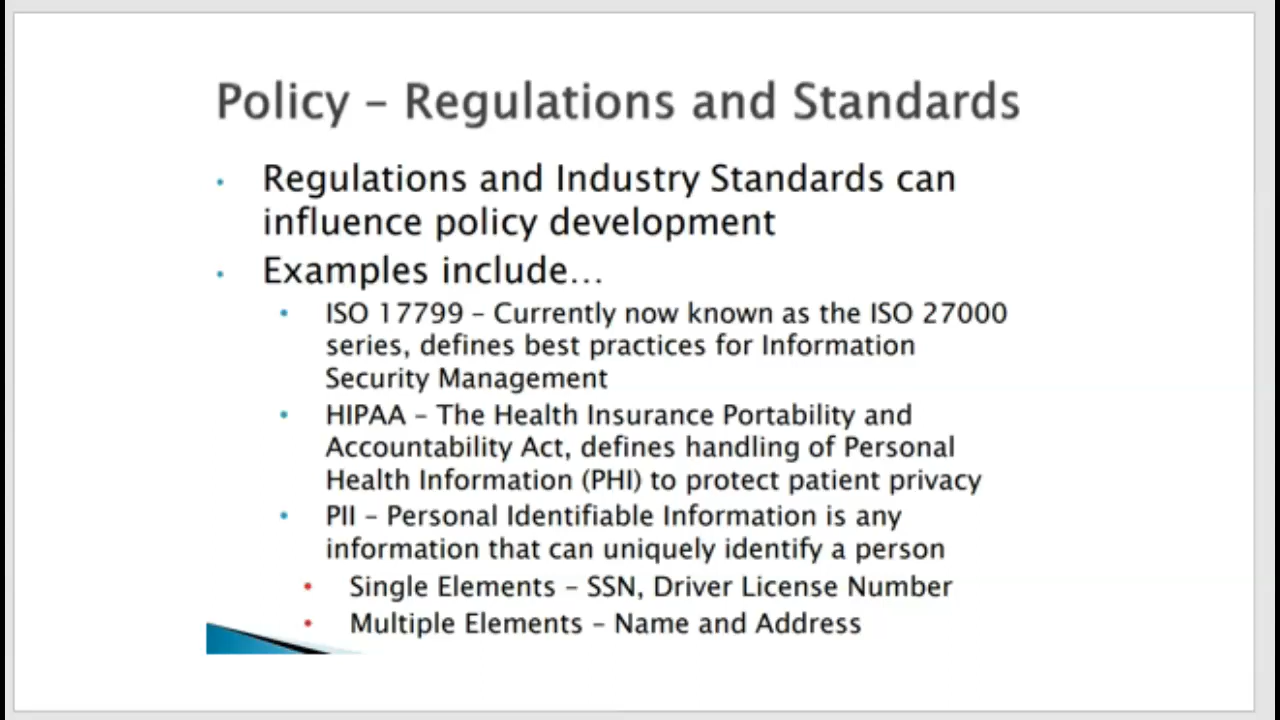 Policy – Regulations and Standards
• Regulations and Industry Standards can
influence policy development
• Examples include...
• ISO 17799 – Currently now known as the ISO 27000
series, defines best practices for Information
Security Management
• HIPAA – The Health Insurance Portability and
Accountability Act, defines handling of Personal
Health Information (PHI) to protect patient privacy
• PII – Personal Identifiable Information is any
information that can uniquely identify a person
• Single Elements – SSN, Driver License Number
• Multiple Elements – Name and Address